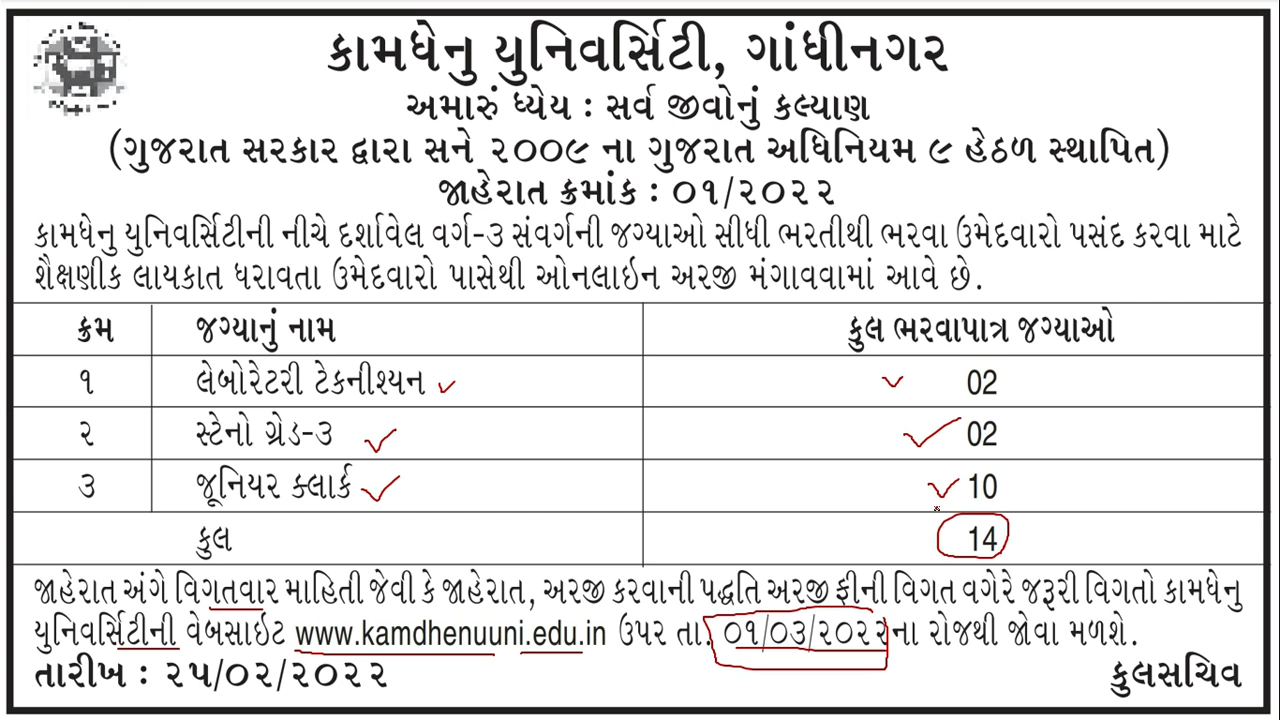 કામધેનુ યુનિવર્સિટી, ગાંધીનગર
અમારું ધ્યેય : સર્વ જીવોનું કલ્યાણ
(ગુજરાત સરકાર દ્વારા સને ૨૦૦૯ ના ગુજરાત અધિનિયમ ૯ હેઠળ સ્થાપિત)
જાહેરાત ક્રમાંક : ૦૧/૨૦૨૨
કામધેનુ યુનિવર્સિટીની નીચે દર્શાવેલ વર્ગ-૩ સંવર્ગની જગ્યાઓ સીધી ભરતીથી ભરવા ઉમેદવારો પસંદ કરવા માટે
શૈક્ષણીક લાયકાત ધરાવતા ઉમેદવારો પાસેથી ઓનલાઇન અરજી મંગાવવામાં આવે છે.
ક્રમ જગ્યાનું નામ કુલ ભરવાપાત્ર જગ્યાઓ
૧ લેબોરેટરી ટેકનીશ્યન 02
૨ સ્ટેનો ગ્રેડ-૩ 02
૩ જૂનિયર ક્લાર્ક 10
કુલ 14
જાહેરાત અંગે વિગતવાર માહિતી જેવી કે જાહેરાત, અરજી કરવાની પદ્ધતિ અરજી ફીની વિગત વગેરે જરૂરી વિગતો કામધેનુ
યુનિવર્સિટીની વેબસાઇટ www.kamdhenuuni.edu.in ઉપર તા. ૦૧/૦૩/૨૦૨૨ ના રોજથી જોવા મળશે.
તારીખ : ૨૫/૦૨/૨૦૨૨ કુલસચિવ